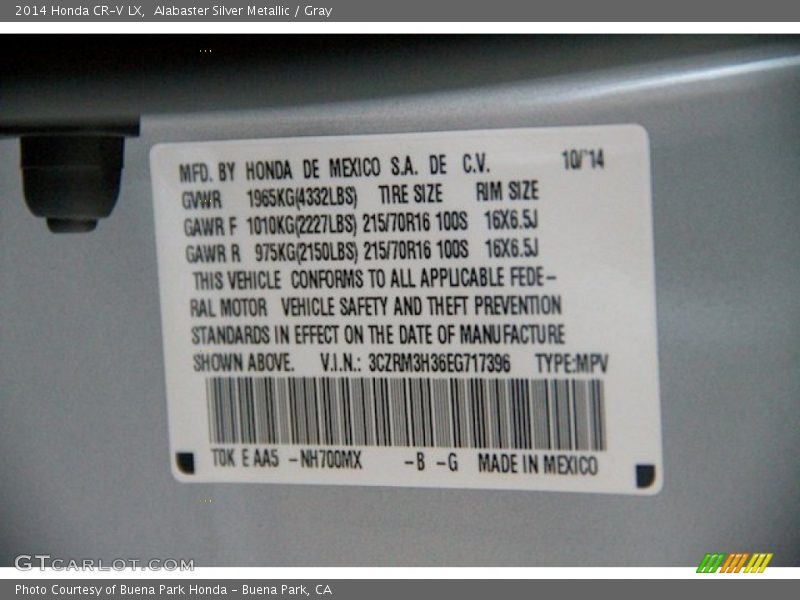 2014 Honda CR-V LX,  Alabaster Silver Metallic / Gray
MFD. BY HONDA DE MEXICO S.A. DE C.V. 10/'14
GVWR 1965KG(4332LBS) TIRE SIZE RIM SIZE
GAWR F 1010KG(2227LBS) 215/70R16 100S 16X6.5J
GAWR R 975KG(2150LBS) 215/70R16 100S 16X6.5J
THIS VEHICLE CONFORMS TO ALL APPLICABLE FEDE-
RAL MOTOR VEHICLE SAFETY AND THEFT PREVENTION
STANDARDS IN EFFECT ON THE DATE OF MANUFACTURE
SHOWN ABOVE. V.I.N.: 3CZRM3H36EG717396 TYPE:MPV
T0K E AA5 -NH700MX -B -G MADE IN MEXICO
GTCARLOT.COM
Photo Courtesy of Buena Park Honda - Buena Park, CA